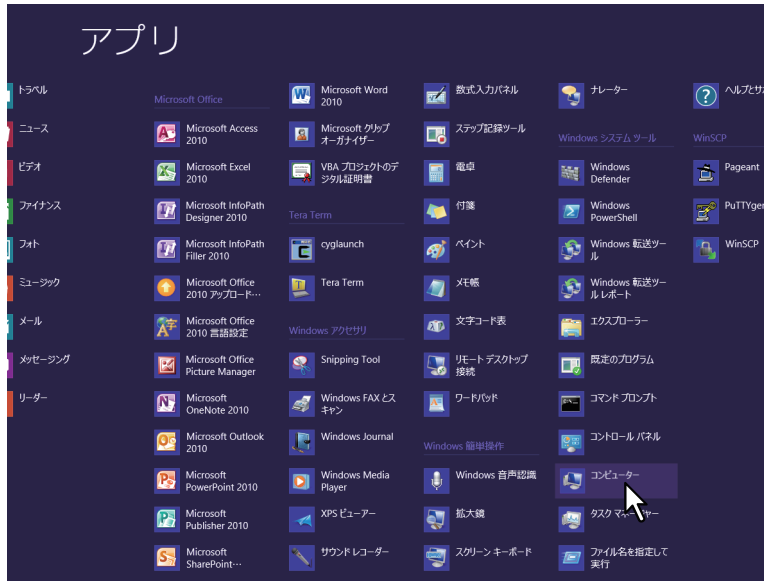 アプリ
トラベル
ニュース
ビデオ
ファイナンス
フォト
ミュージック
メール
メッセージング
リーダー
Microsoft Office
Microsoft Access
2010
Microsoft Excel
2010
Microsoft InfoPath
Designer 2010
Microsoft InfoPath
Filler 2010
Microsoft Office
2010 アップロード…
Microsoft Office
2010 言語設定
Microsoft Office
Picture Manager
Microsoft
OneNote 2010
Microsoft Outlook
2010
Microsoft
PowerPoint 2010
Microsoft
Publisher 2010
Microsoft
SharePoint…
Microsoft Word
2010
Microsoft クリップ
オーガナイザー
VBA プロジェクトのデ
ジタル証明書
Tera Term
cyglaunch
Tera Term
Windows アクセサリ
Snipping Tool
Windows FAX とス
キャン
Windows Journal
Windows Media
Player
XPS ビューアー
サウンド レコーダー
数式入力パネル
ステップ記録ツール
電卓
付箋
ペイント
メモ帳
文字コード表
リモート デスクトップ
接続
ワードパッド
Windows 簡単操作
Windows 音声認識
拡大鏡
スクリーン キーボード
ナレーター
Windows システム ツール
Windows
Defender
Windows
PowerShell
Windows 転送ツー
ル
Windows 転送ツー
ル レポート
エクスプローラー
既定のプログラム
コマンド プロンプト
コントロール パネル
コンピューター
タスク マネージャー
ファイル名を指定して
実行
ヘルプとサポ
WinSCP
Pageant
PuTTYgen
WinSCP